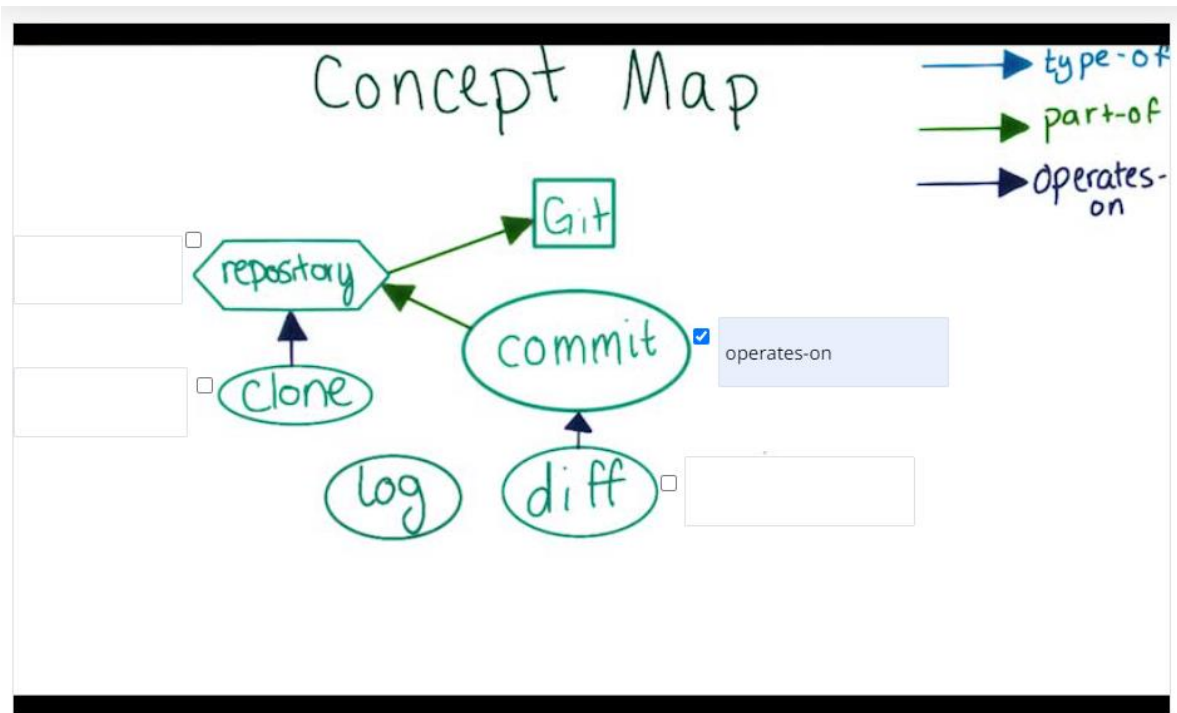 Concept Map
type-of
part-of
operates-
on
Git
repository
commit
operates-on
clone
log
diff